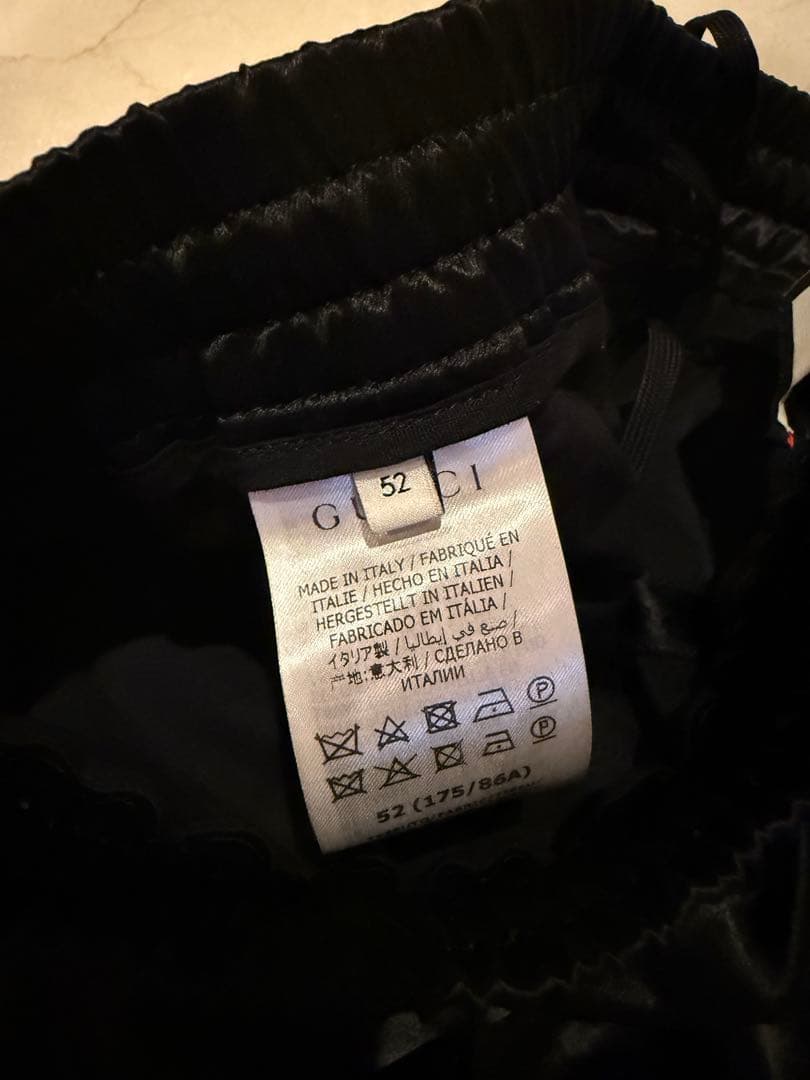 52
GU CI
MADE IN ITALY / FABRIQUÉ EN
ITALIE / HECHO EN ITALIA /
HERGESTELLT IN ITALIEN /
FABRICADO EM ITÁLIA /
イタリア製 / صنع في إيطاليا /
产地:意大利 / СДЕЛАНО В
ИТАЛИИ
P
P
52 (175/86A)